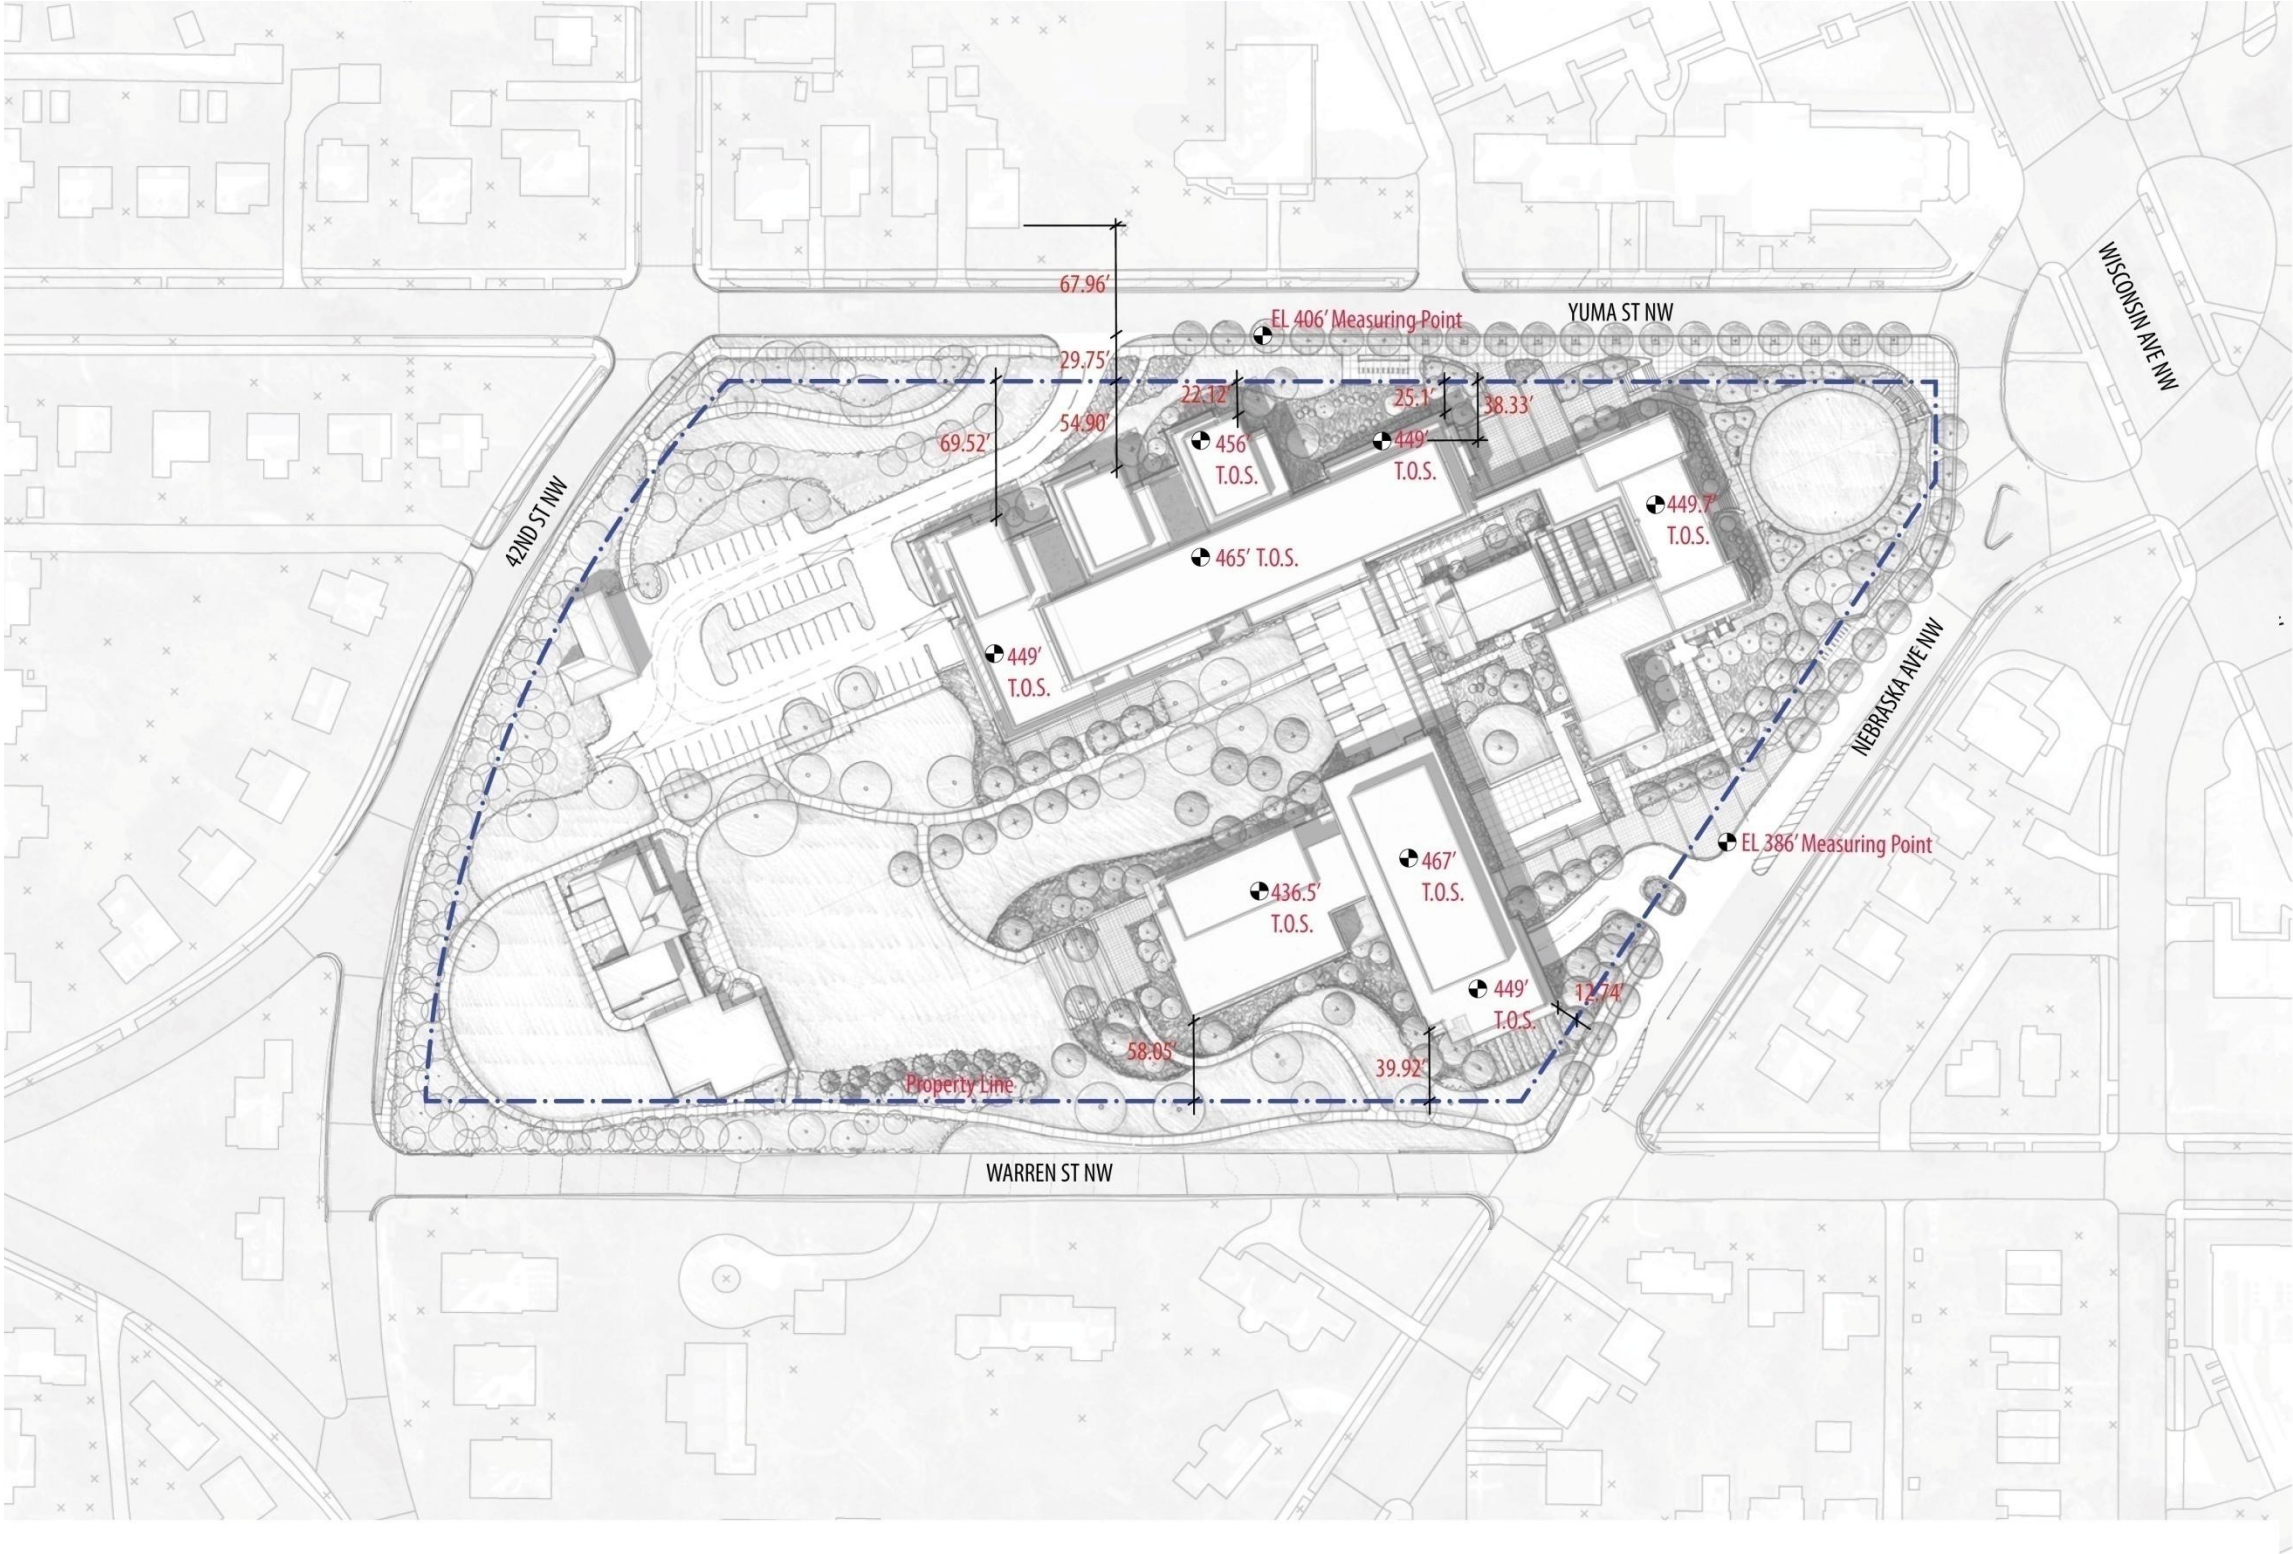 WISCONSIN AVE NW
67.96'
YUMA ST NW
EL 406' Measuring Point
29.75'
22.12'
25.1'
38.33'
54.90'
69.52'
456'
T.O.S.
449'
T.O.S.
449.7'
T.O.S.
42ND ST NW
465' T.O.S.
449'
T.O.S.
NEBRASKA AVE NW
EL 386' Measuring Point
467'
T.O.S.
436.5'
T.O.S.
449'
T.O.S.
12.74'
58.05'
39.92'
Property Line
WARREN ST NW